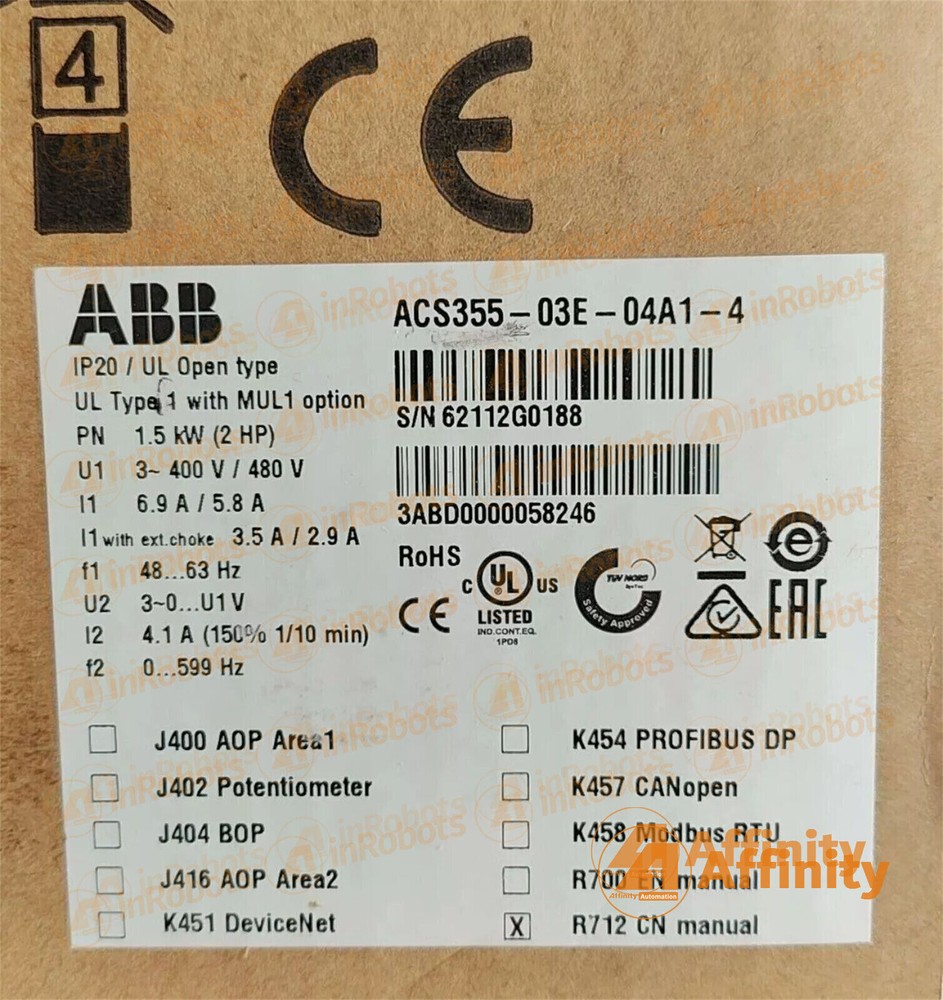 4
CE
ABB
ACS355-03E-04A1-4
IP20 / UL Open type
UL Type 1 with MUL1 option
S/N 62112G0188
PN 1.5 kW (2 HP)
U1 3~ 400 V / 480 V
I1 6.9 A / 5.8 A
3ABD0000058246
I1 with ext.choke 3.5 A / 2.9 A
f1 48...63 Hz
U2 3~0...U1 V
I2 4.1 A (150% 1/10 min)
f2 0...599 Hz
RoHS
C UL US
LISTED
IND.CONT.EQ.
1PD8
CE
TÜV NORD
Safety Approved
e
EAC
J400 AOP Area1
K454 PROFIBUS DP
J402 Potentiometer
K457 CANopen
J404 BOP
K458 Modbus RTU
J416 AOP Area2
R700 EN manual
K451 DeviceNet
X R712 CN manual
inRobots
Affinity
Affinity
Affinity Automation